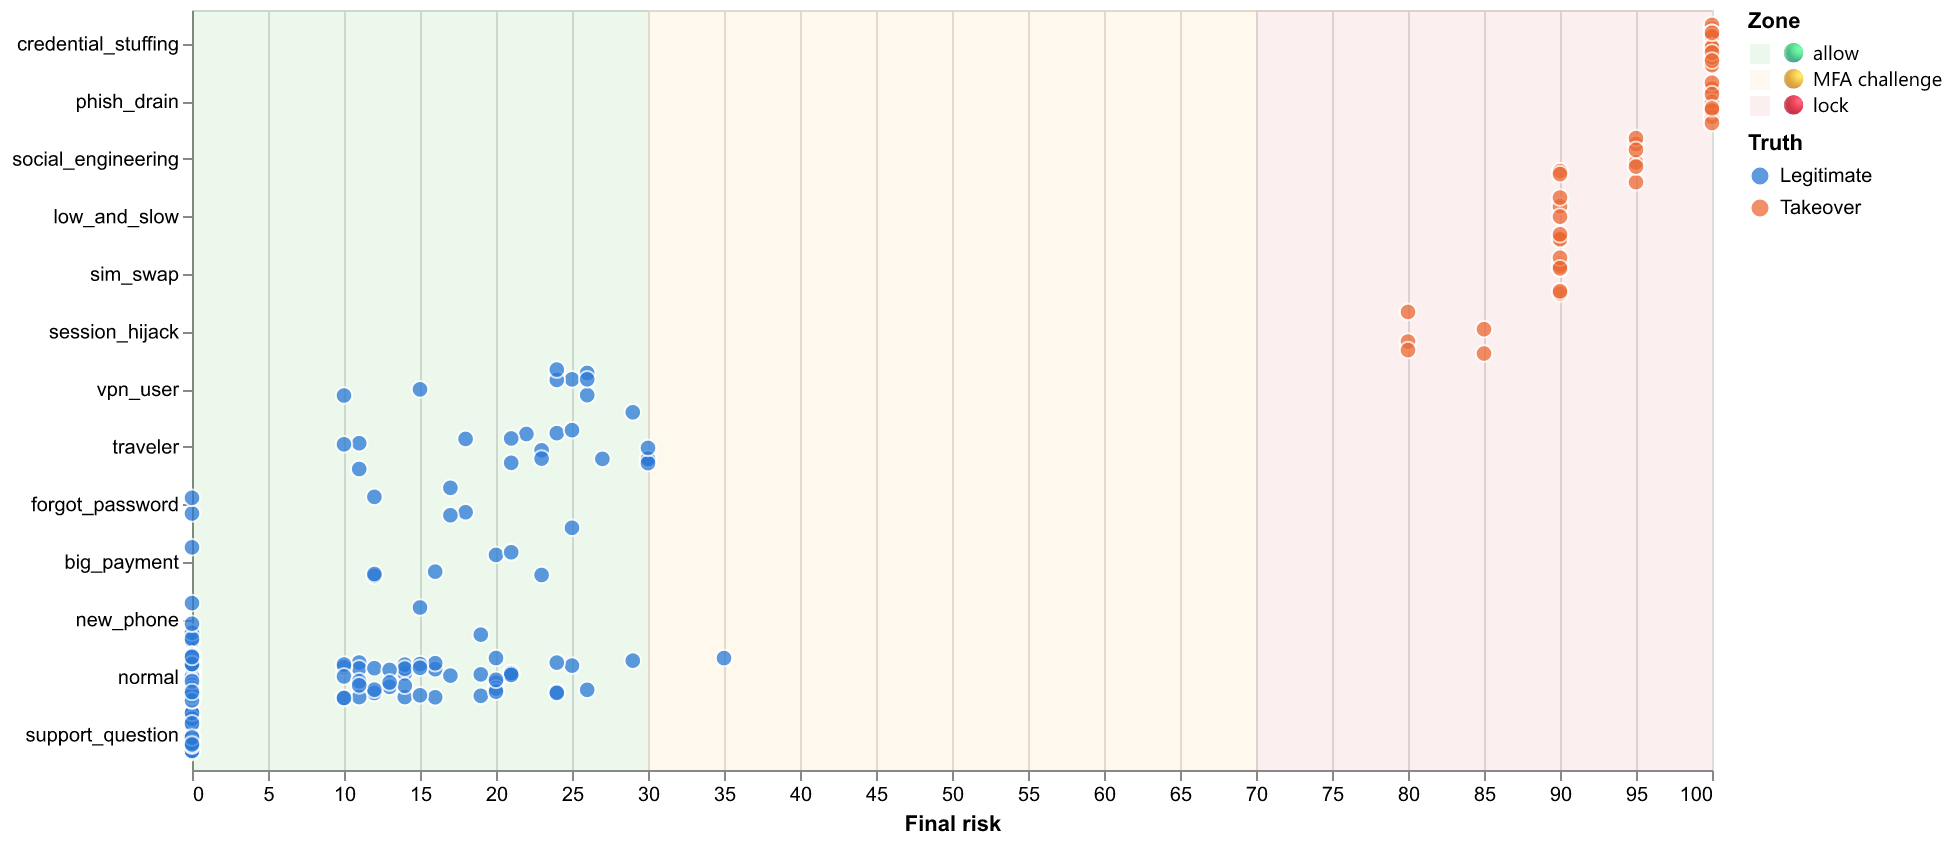 credential_stuffing
phish_drain
social_engineering
low_and_slow
sim_swap
session_hijack
vpn_user
traveler
forgot_password
big_payment
new_phone
normal
support_question
0 5 10 15 20 25 30 35 40 45 50 55 60 65 70 75 80 85 90 95 100
Final risk
Zone
allow
MFA challenge
lock
Truth
Legitimate
Takeover